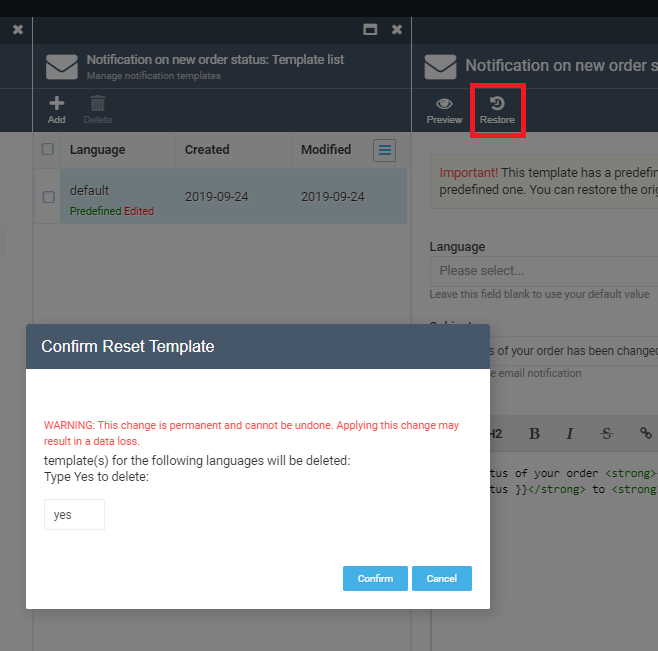 Notification on new order status: Template list
Manage notification templates
Add
Delete
Language
Created
Modified
default
Predefined Edited
2019-09-24
2019-09-24
Notification on new order s
Preview
Restore
Important! This template has a predefin
predefined one. You can restore the orig
Language
Please select...
Leave this field blank to use your default value
s of your order has been changed
e email notification
H2 B I S
tus of your order <strong>
tus }}</strong> to <strong
Confirm Reset Template
WARNING: This change is permanent and cannot be undone. Applying this change may
result in a data loss.
template(s) for the following languages will be deleted:
Type Yes to delete:
yes
Confirm
Cancel